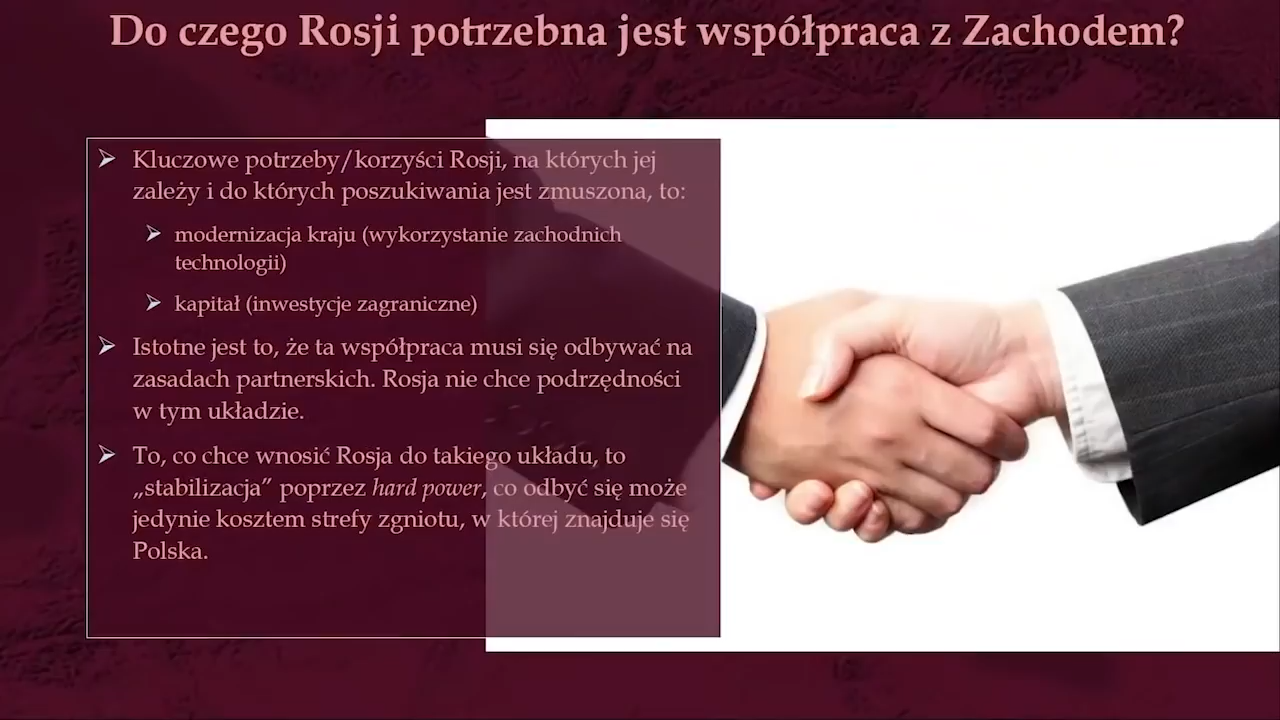 Do czego Rosji potrzebna jest współpraca z Zachodem?
Kluczowe potrzeby/korzyści Rosji, na których jej
zależy i do których poszukiwania jest zmuszona, to:
modernizacja kraju (wykorzystanie zachodnich
technologii)
kapitał (inwestycje zagraniczne)
Istotne jest to, że ta współpraca musi się odbywać na
zasadach partnerskich. Rosja nie chce podrzędności
w tym układzie.
To, co chce wnosić Rosja do takiego układu, to
„stabilizacja” poprzez hard power, co odbyć się może
jedynie kosztem strefy zgniotu, w której znajduje się
Polska.